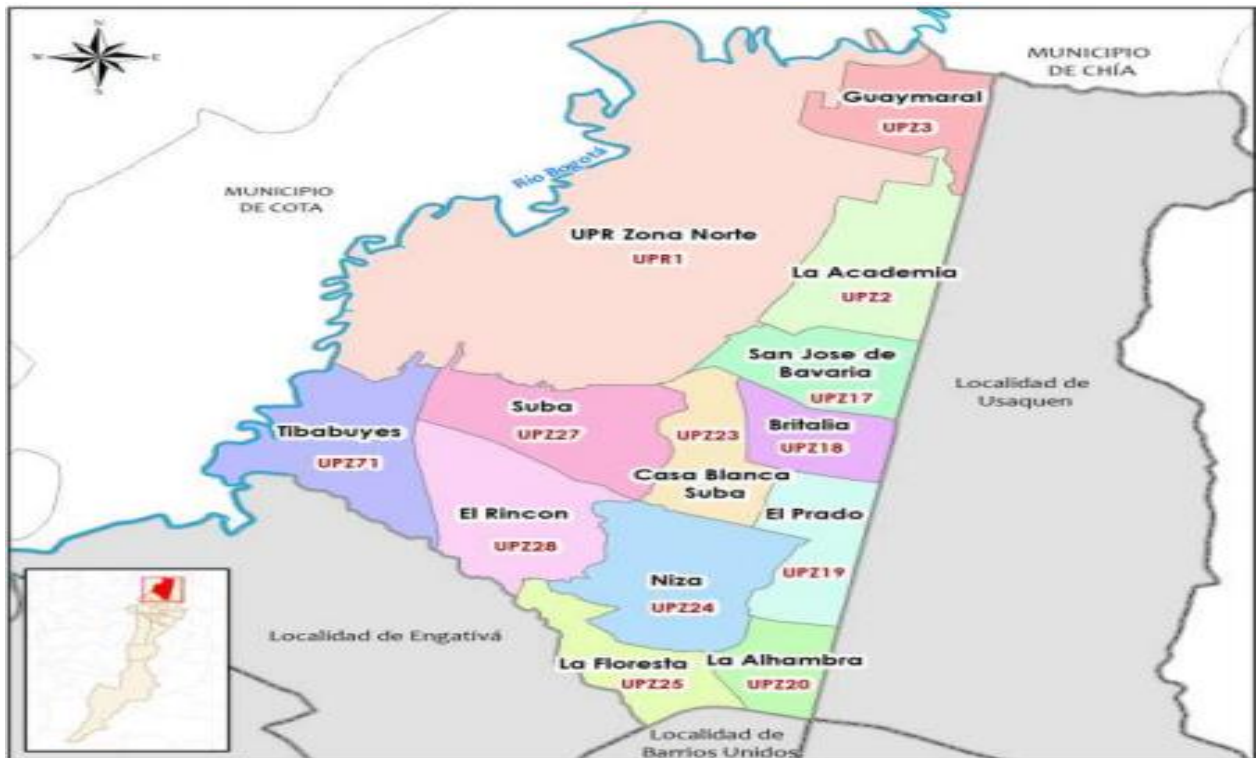 N
W
E
S
MUNICIPIO
DE CHÍA
Guaymaral
UPZ3
Río Bogotá
MUNICIPIO
DE COTA
UPR Zona Norte
UPR1
La Academia
UPZ2
San Jose de
Bavaria
UPZ17
Localidad de
Usaquen
Suba
UPZ27
UPZ23
Britalia
UPZ18
Tibabuyes
UPZ71
Casa Blanca
Suba
El Rincon
UPZ28
El Prado
UPZ19
Niza
UPZ24
Localidad de Engativá
La Floresta
UPZ25
La Alhambra
UPZ20
Localidad de
Barrios Unidos